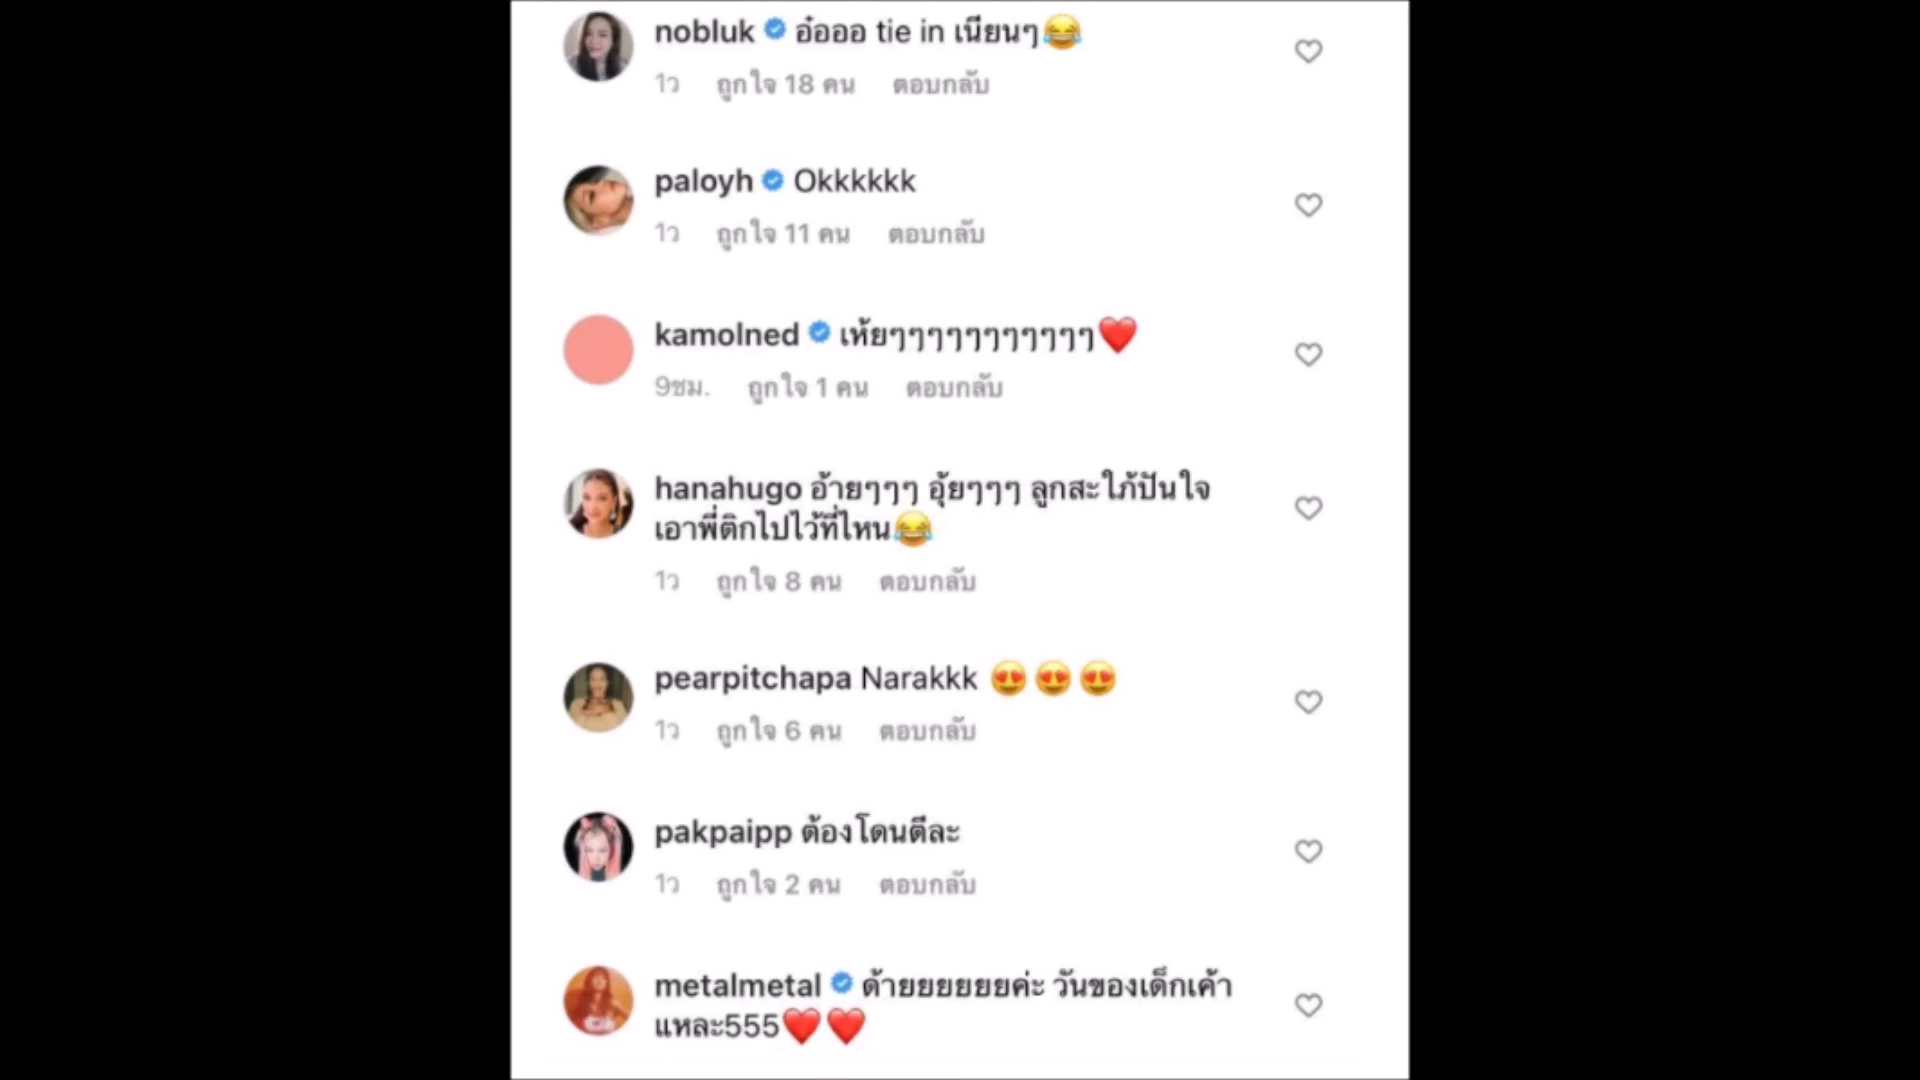 nobluk อ๋อออ tie in เนียนๆ😂
1ว ถูกใจ 18 คน ตอบกลับ
paloyh Okkkkkk
1ว ถูกใจ 11 คน ตอบกลับ
kamolned เห้ยๆๆๆๆๆๆๆๆๆๆๆ❤️
9ชม. ถูกใจ 1 คน ตอบกลับ
hanahugo อ้ายๆๆๆ อุ้ยๆๆๆ ลูกสะใภ้ปันใจ
เอาพี่ติกไปไว้ที่ไหน😂
1ว ถูกใจ 8 คน ตอบกลับ
pearpitchapa Narakkk 😍😍😍
1ว ถูกใจ 6 คน ตอบกลับ
pakpaipp ต้องโดนตีละ
1ว ถูกใจ 2 คน ตอบกลับ
metalmetal ด้ายยยยยยค่ะ วันของเด็กเค้า
แหละ555❤️❤️